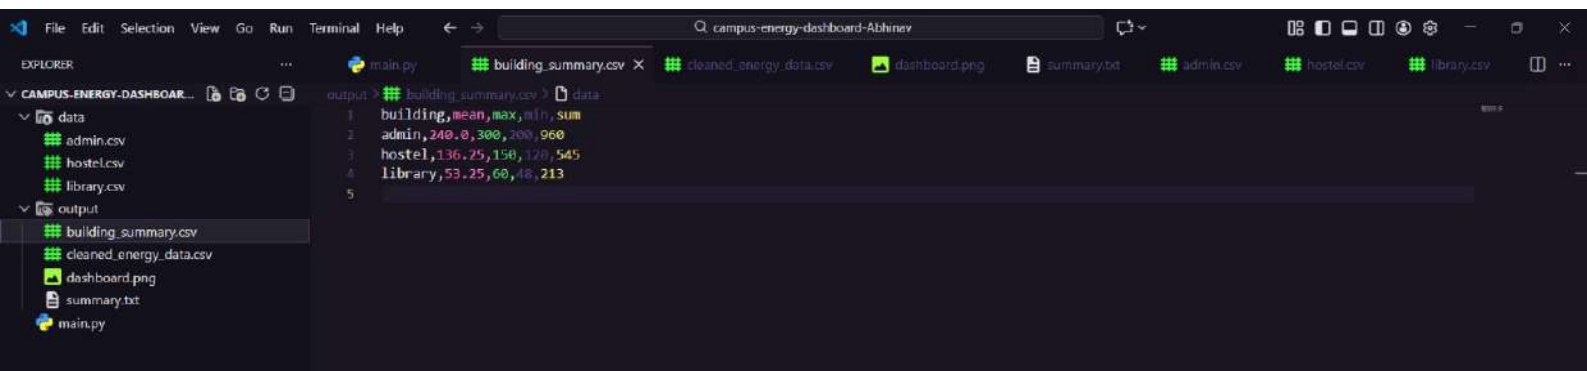 File Edit Selection View Go Run Terminal Help
campus-energy-dashboard-Abhinav
EXPLORER
main.py
building_summary.csv
cleaned_energy_data.csv
dashboard.png
summary.txt
admin.csv
hostel.csv
library.csv
CAMPUS-ENERGY-DASHBOAR...
output > building_summary.csv > data
data
admin.csv
hostel.csv
library.csv
output
building_summary.csv
cleaned_energy_data.csv
dashboard.png
summary.txt
main.py
1 building,mean,max,min,sum
2 admin,240.0,300,200,960
3 hostel,136.25,150,120,545
4 library,53.25,60,48,213
5